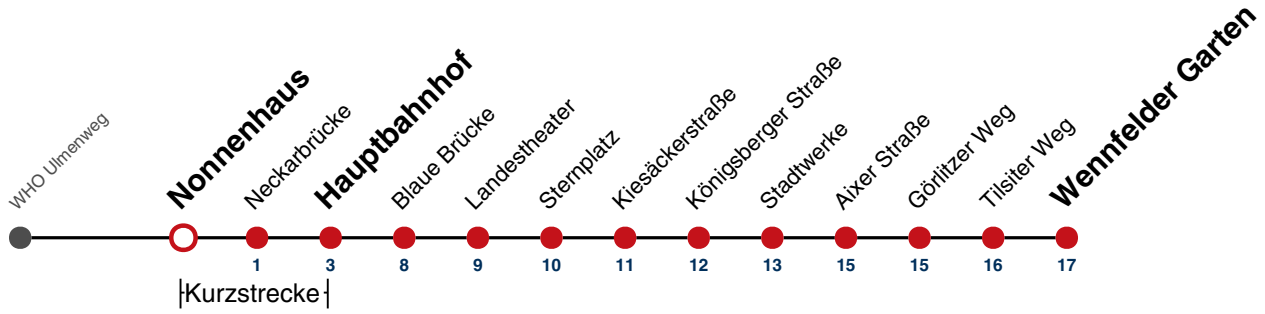 WHO Ulmenweg
Nonnenhaus
Neckarbrücke
Hauptbahnhof
Blaue Brücke
Landestheater
Sternplatz
Kiesäckerstraße
Königsberger Straße
Stadtwerke
Aixer Straße
Görlitzer Weg
Tilsiter Weg
Wennfelder Garten
1 3 8 9 10 11 12 13 15 15 16 17
Kurzstrecke